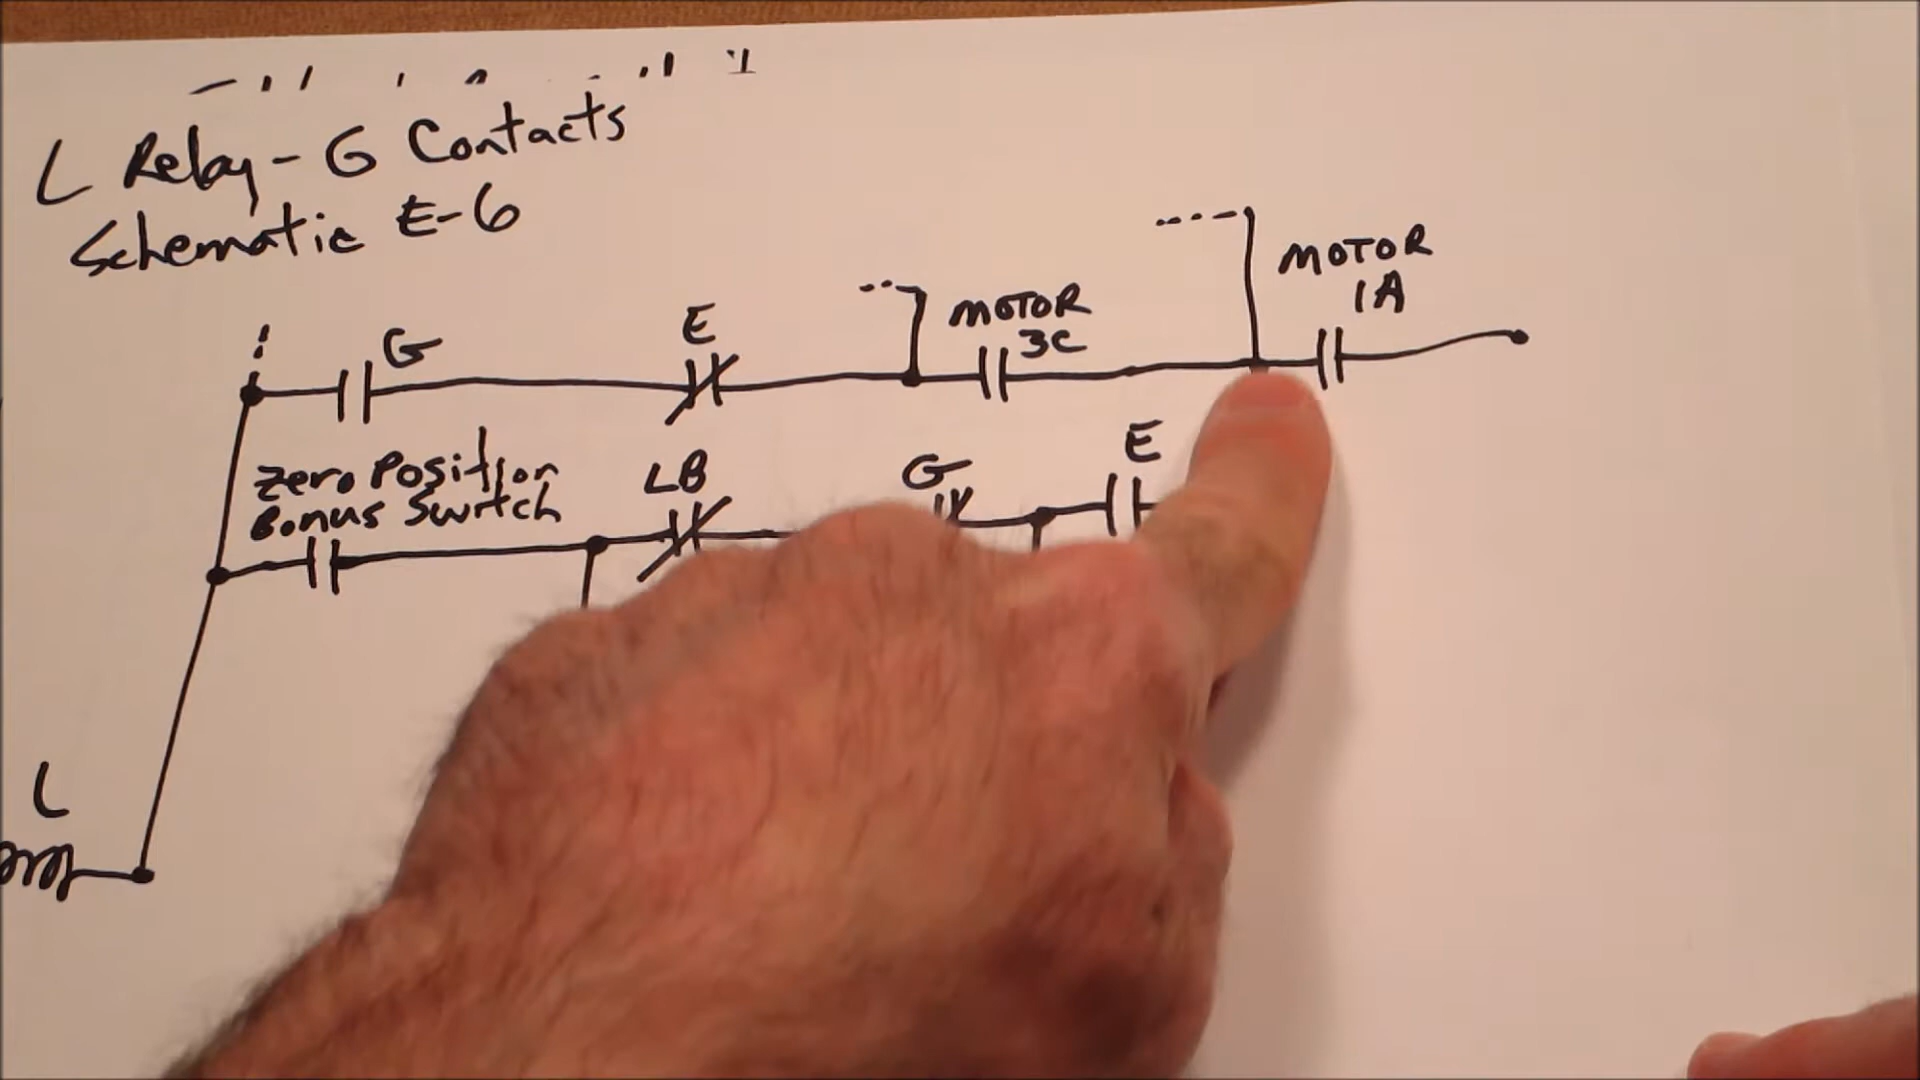 L Relay - G Contacts
Schematic E-6
MOTOR
1A
MOTOR
3C
E
G
E
Zero Position
Bonus Switch
LB
G
L